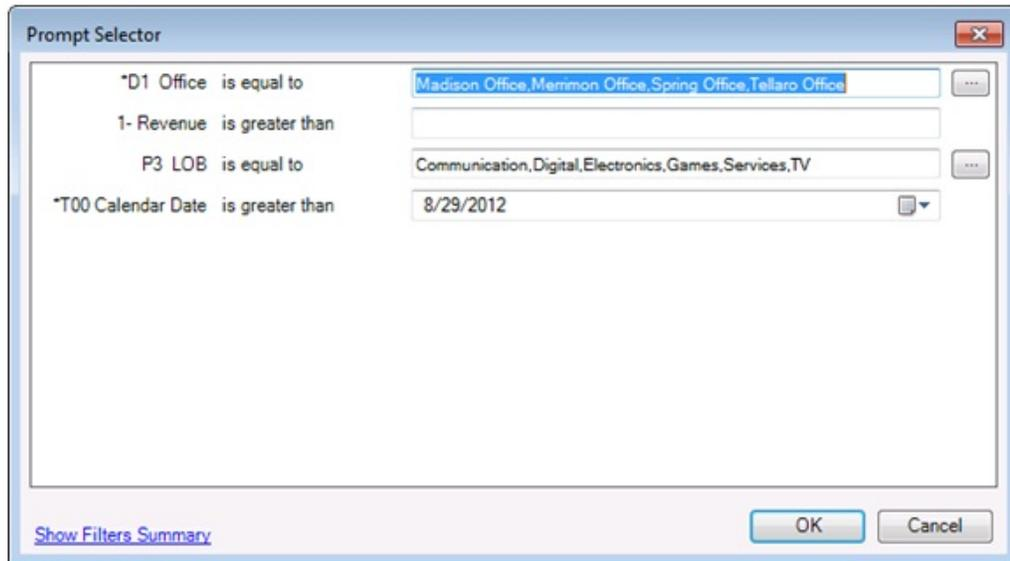 Prompt Selector
*D1 Office is equal to Madison Office,Merrimon Office,Spring Office,Tellaro Office ...
1- Revenue is greater than
P3 LOB is equal to Communication,Digital,Electronics,Games,Services,TV ...
*T00 Calendar Date is greater than 8/29/2012
Show Filters Summary OK Cancel